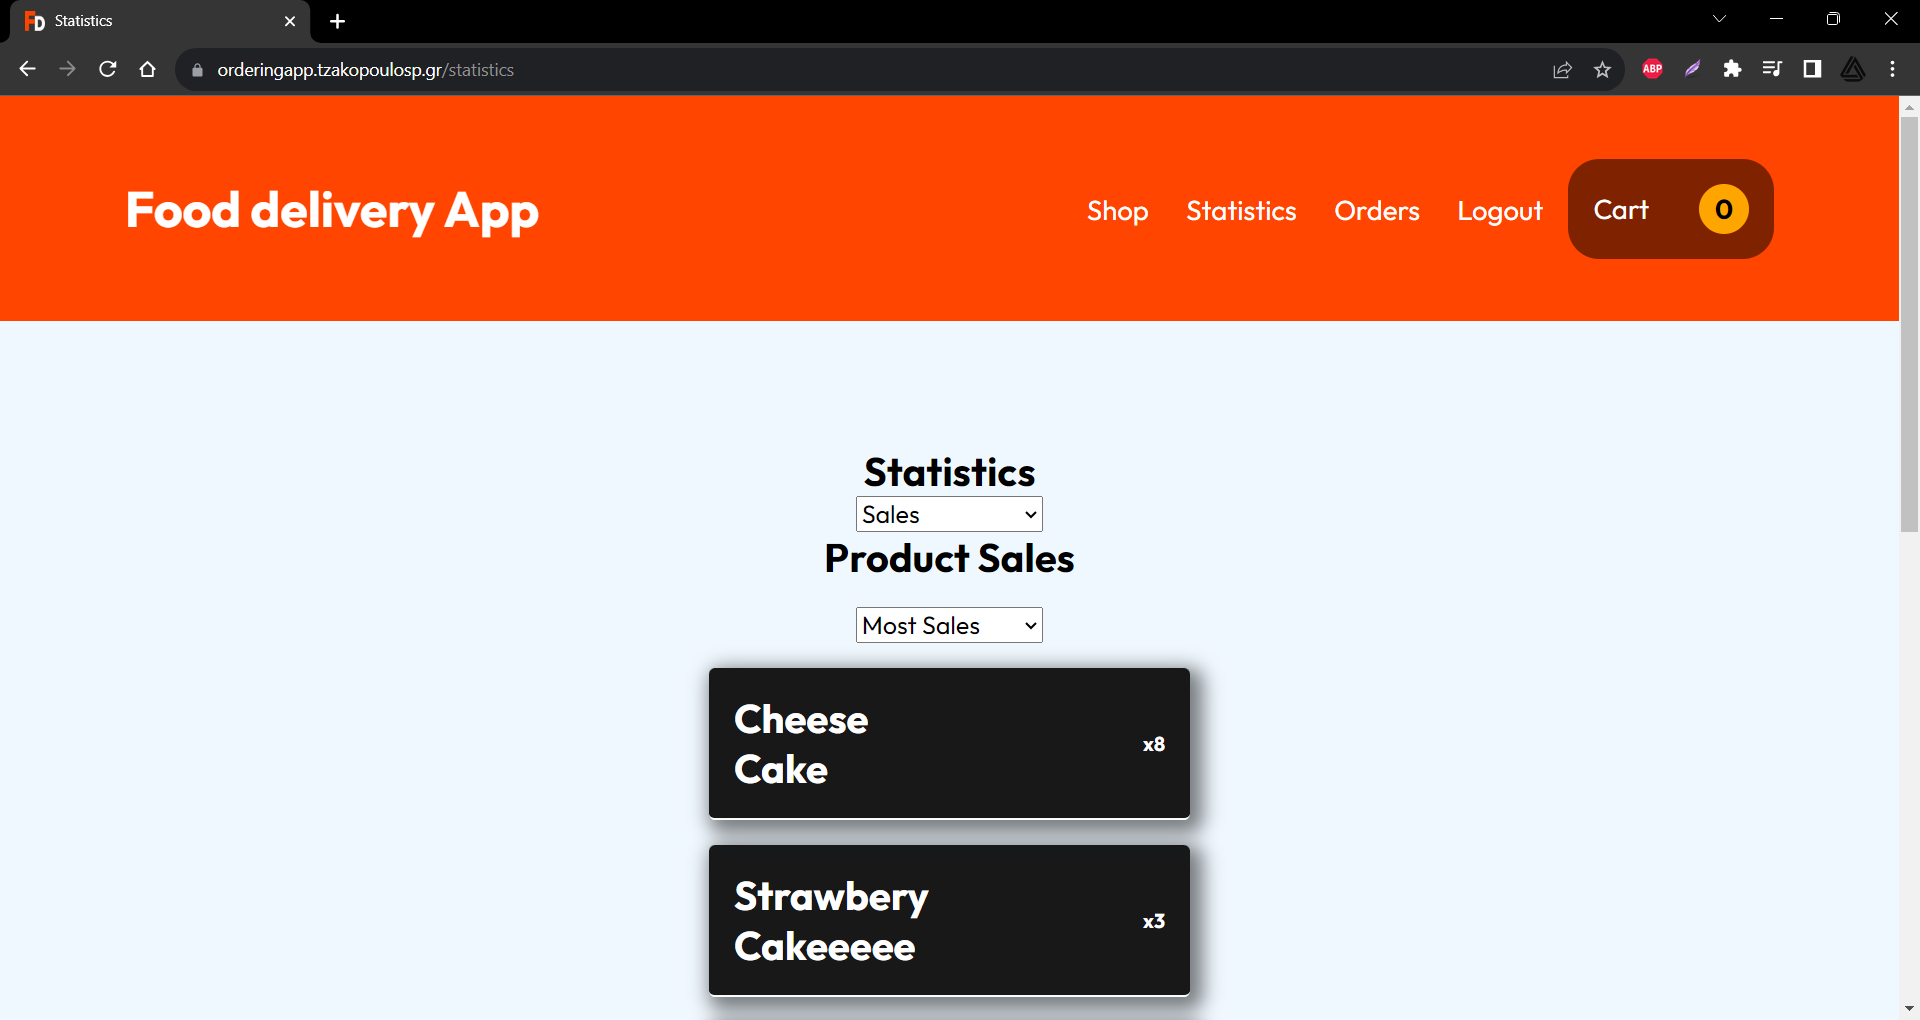 FD Statistics
orderingapp.tzakopoulosp.gr/statistics
ABP
Food delivery App
Shop Statistics Orders Logout Cart 0
Statistics
Sales
Product Sales
Most Sales
Cheese
Cake
x8
Strawbery
Cakeeeee
x3